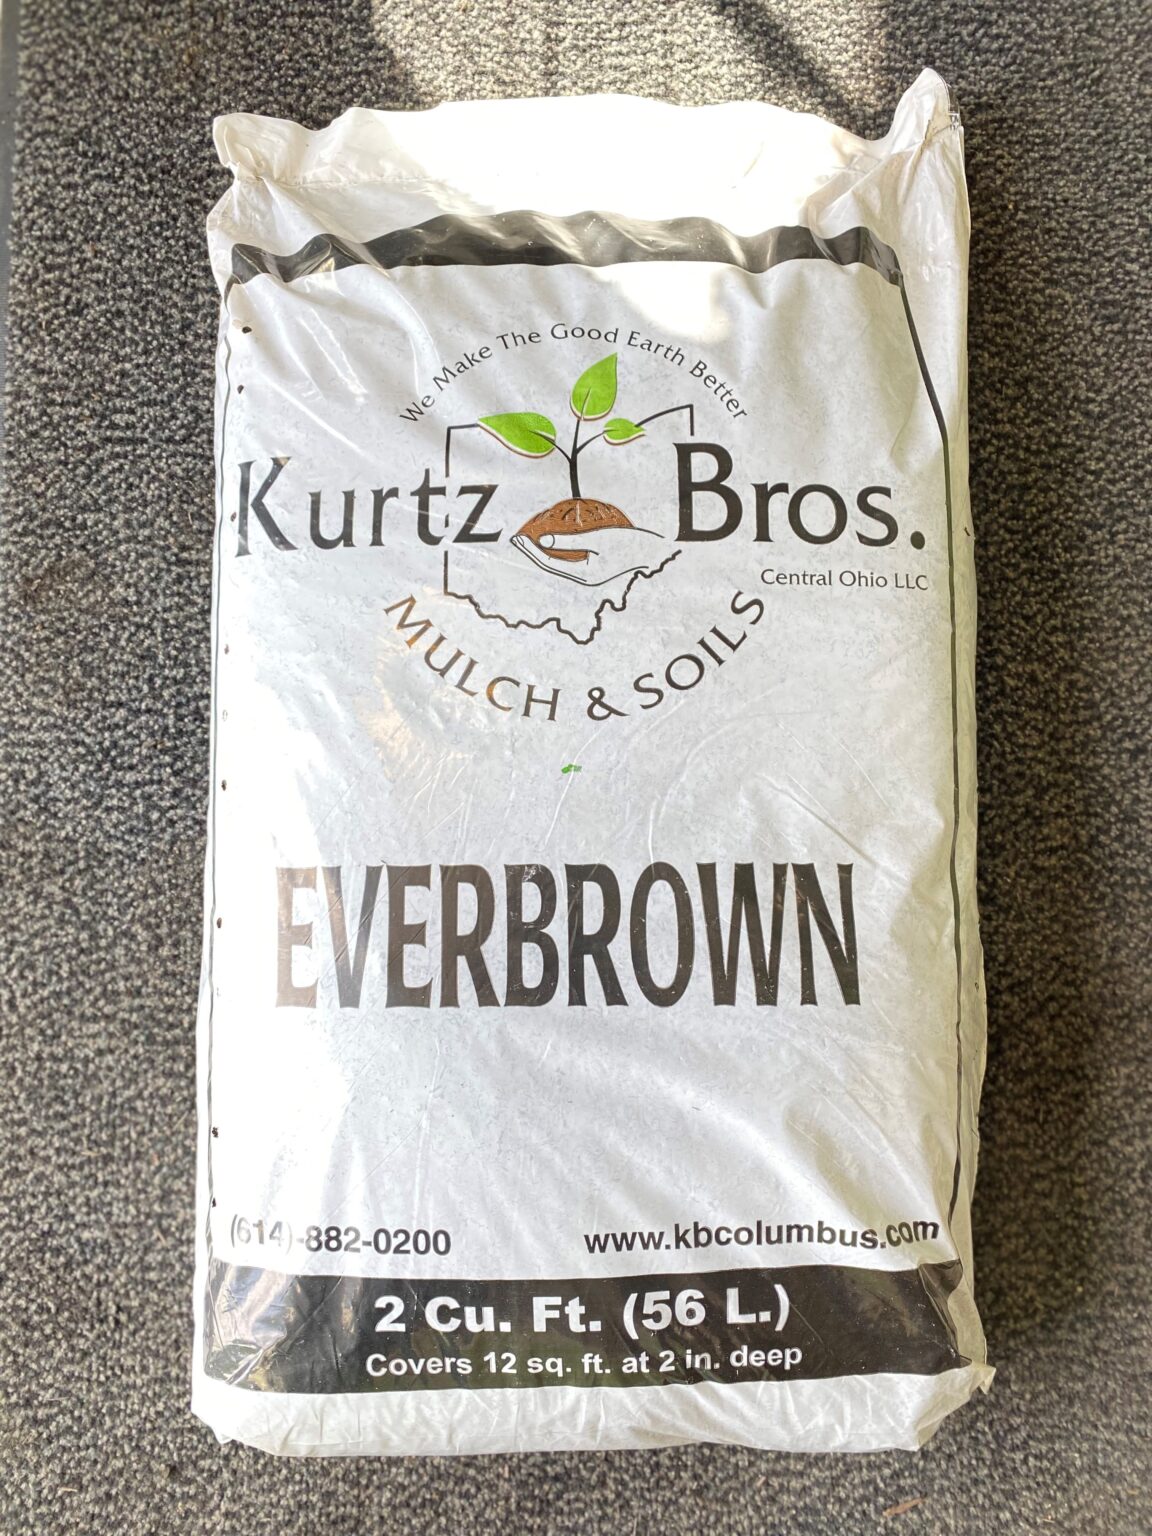 We Make The Good Earth Better
Kurtz Bros.
Central Ohio LLC
MULCH & SOILS
EVERBROWN
(614)-882-0200 www.kbcolumbus.com
2 Cu. Ft. (56 L.)
Covers 12 sq. ft. at 2 in. deep